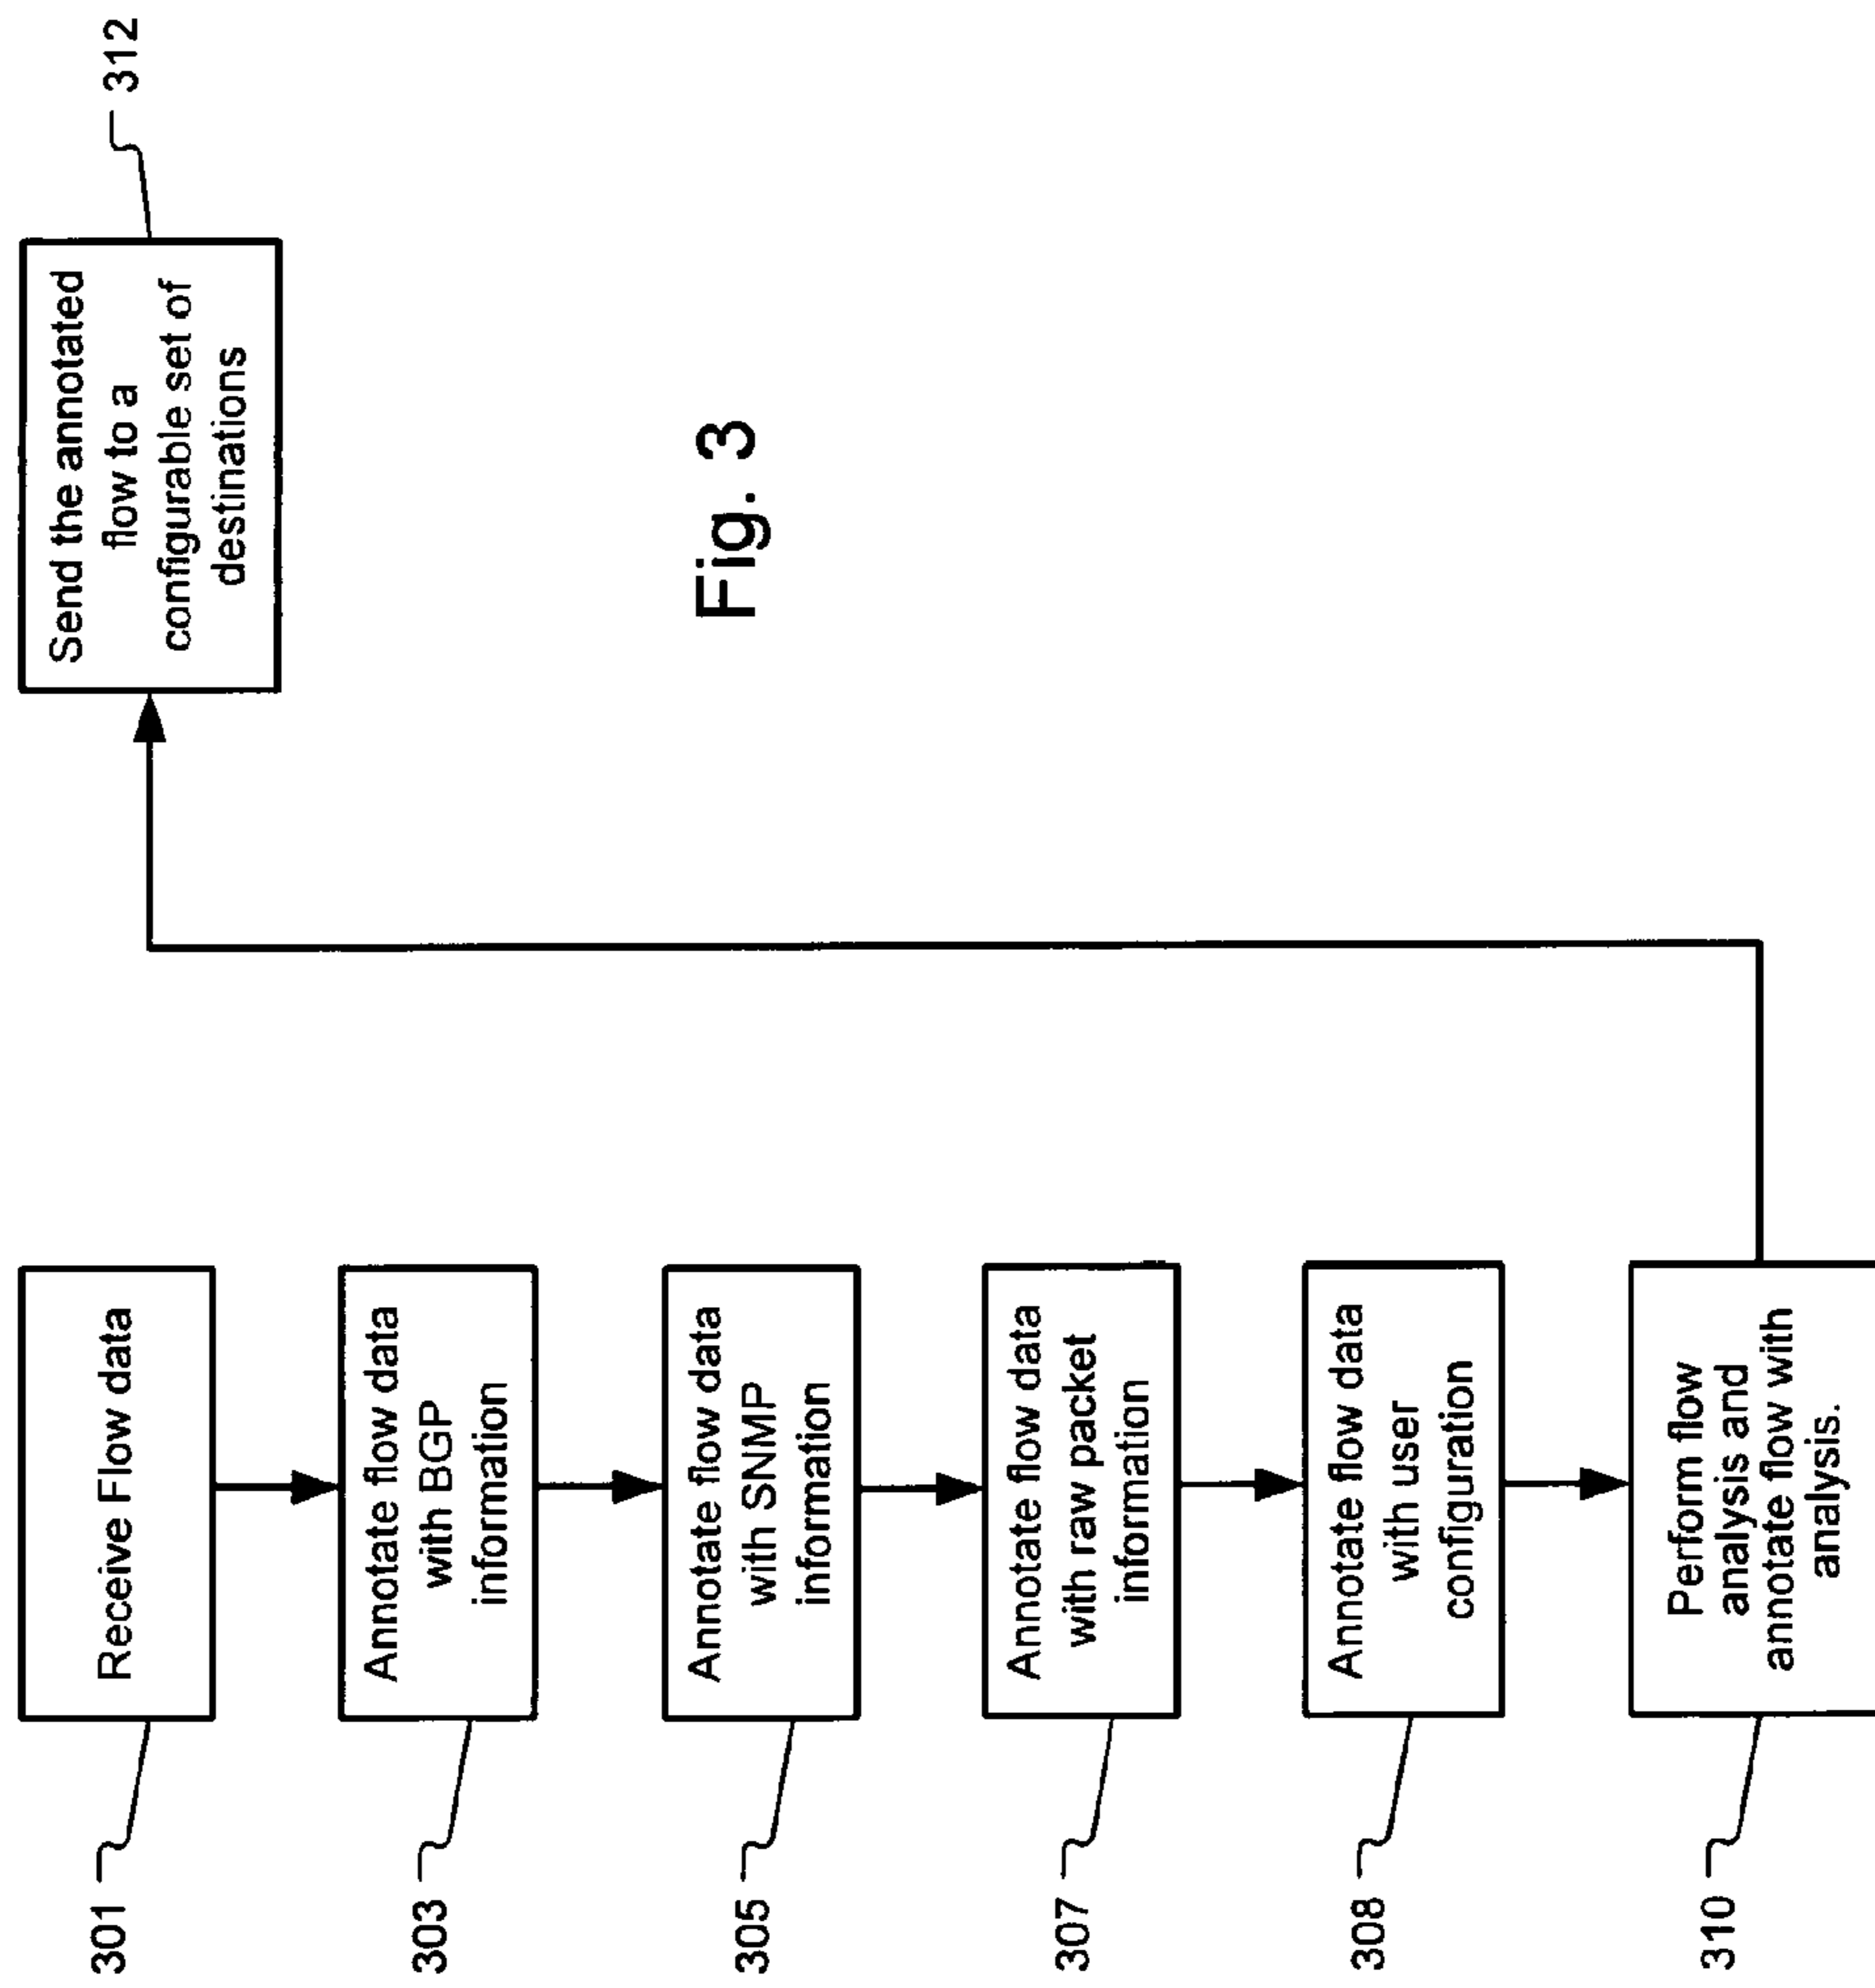 301
Receive Flow data
303
Annotate flow data
with BGP
information
305
Annotate flow data
with SNMP
information
307
Annotate flow data
with raw packet
information
308
Annotate flow data
with user
configuration
310
Perform flow
analysis and
annotate flow with
analysis.
Send the annotated
flow to a
configurable set of
destinations
312
Fig. 3